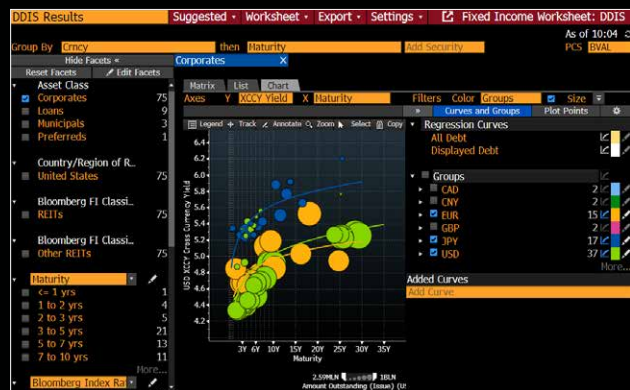 DDIS Results Suggested Worksheet Export Settings Fixed Income Worksheet: DDIS
As of 10:04
Group By Crncy then Maturity Add Security PCS BVAL
Hide Facets « Corporates X
Reset Facets Edit Facets
Matrix List Chart
Axes Y XCCY Yield X Maturity Filters Color Groups Size
Legend + Track Annotate Zoom Select Copy
» Curves and Groups Plot Points
Asset Class
Corporates 75
Loans 9
Municipals 3
Preferreds 1
Country/Region of R..
United States 75
Bloomberg FI Classi..
REITs 75
Bloomberg FI Classi..
Other REITs 75
Maturity
<= 1 yrs 1
1 to 2 yrs 4
2 to 3 yrs 5
3 to 5 yrs 21
5 to 7 yrs 13
7 to 10 yrs 11
More...
Bloomberg Index Ra
USD XCCY Cross Currency Yield
6.4
6.2
6.0
5.8
5.6
5.4
5.2
5.0
4.8
4.6
4.4
4.2
3Y 6Y 10Y 15Y 20Y 25Y 30Y 35Y
Maturity
2.59MLN 1BLN
Amount Outstanding (Issue) (U
Regression Curves
All Debt
Displayed Debt
Groups
CAD 2
CNY 2
EUR 15
GBP 2
JPY 17
USD 37
More...
Added Curves
Add Curve